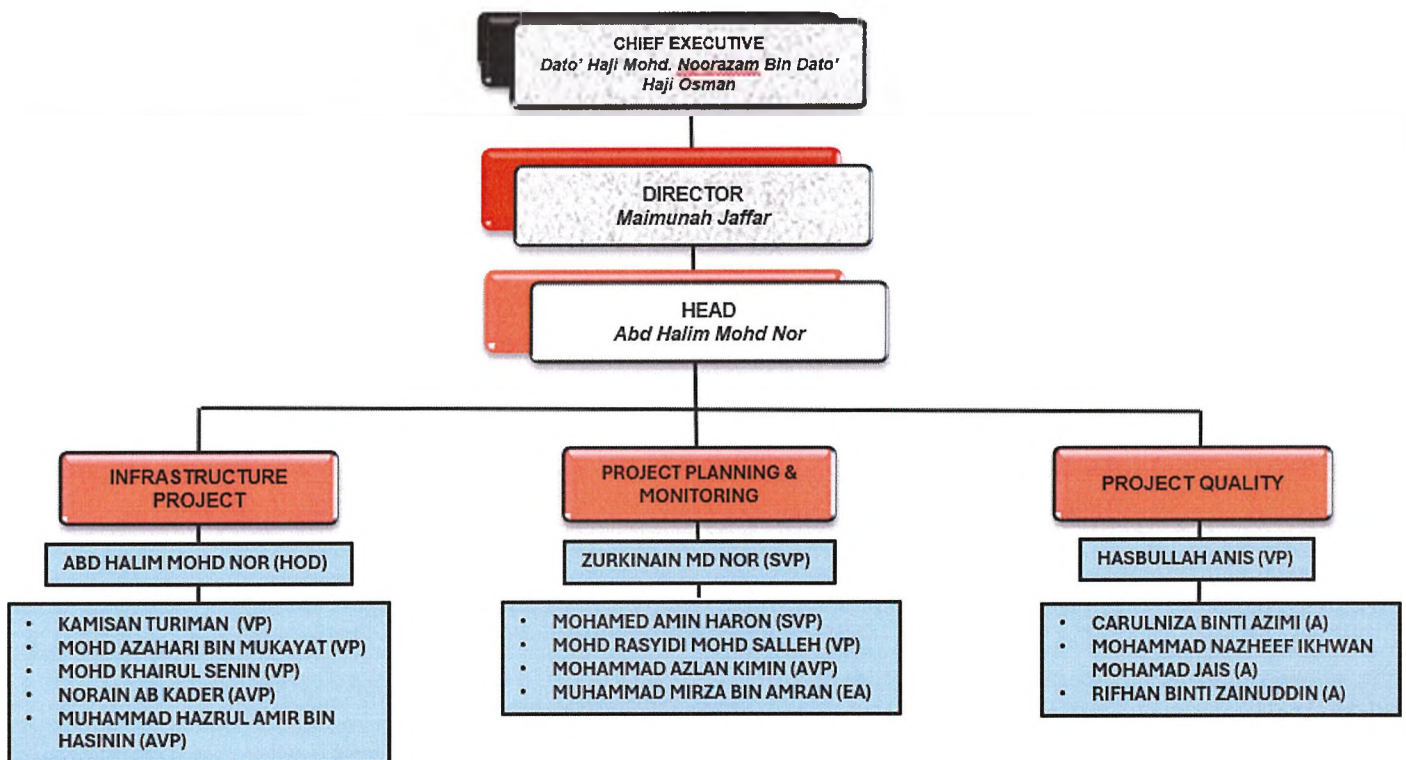 CHIEF EXECUTIVE
Dato' Haji Mohd. Noorazam Bin Dato'
Haji Osman
DIRECTOR
Maimunah Jaffar
HEAD
Abd Halim Mohd Nor
INFRASTRUCTURE
PROJECT
ABD HALIM MOHD NOR (HOD)
• KAMISAN TURIMAN (VP)
• MOHD AZAHARI BIN MUKAYAT (VP)
• MOHD KHAIRUL SENIN (VP)
• NORAIN AB KADER (AVP)
• MUHAMMAD HAZRUL AMIR BIN
HASININ (AVP)
PROJECT PLANNING &
MONITORING
ZURKINAIN MD NOR (SVP)
• MOHAMED AMIN HARON (SVP)
• MOHD RASYIDI MOHD SALLEH (VP)
• MOHAMMAD AZLAN KIMIN (AVP)
• MUHAMMAD MIRZA BIN AMRAN (EA)
PROJECT QUALITY
HASBULLAH ANIS (VP)
• CARULNIZA BINTI AZIMI (A)
• MOHAMMAD NAZHEEF IKHWAN
MOHAMAD JAIS (A)
• RIFHAN BINTI ZAINUDDIN (A)